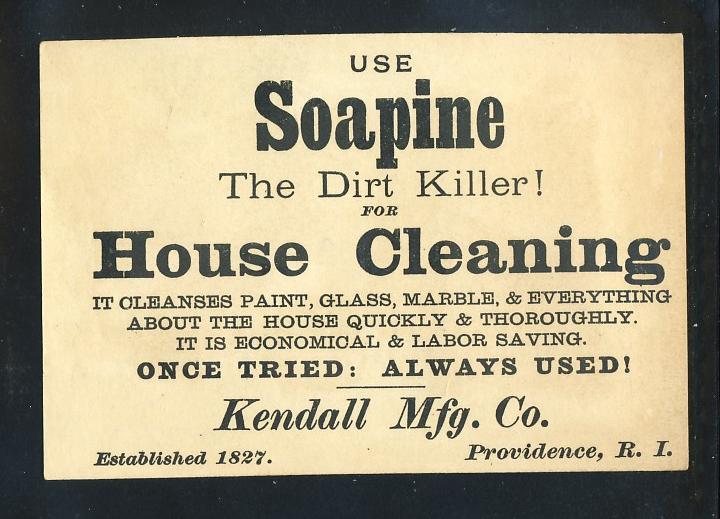 USE
Soapine
The Dirt Killer!
FOR
House Cleaning
IT CLEANSES PAINT, GLASS, MARBLE, & EVERYTHING
ABOUT THE HOUSE QUICKLY & THOROUGHLY.
IT IS ECONOMICAL & LABOR SAVING.
ONCE TRIED: ALWAYS USED!
Kendall Mfg. Co.
Established 1827. Providence, R. I.